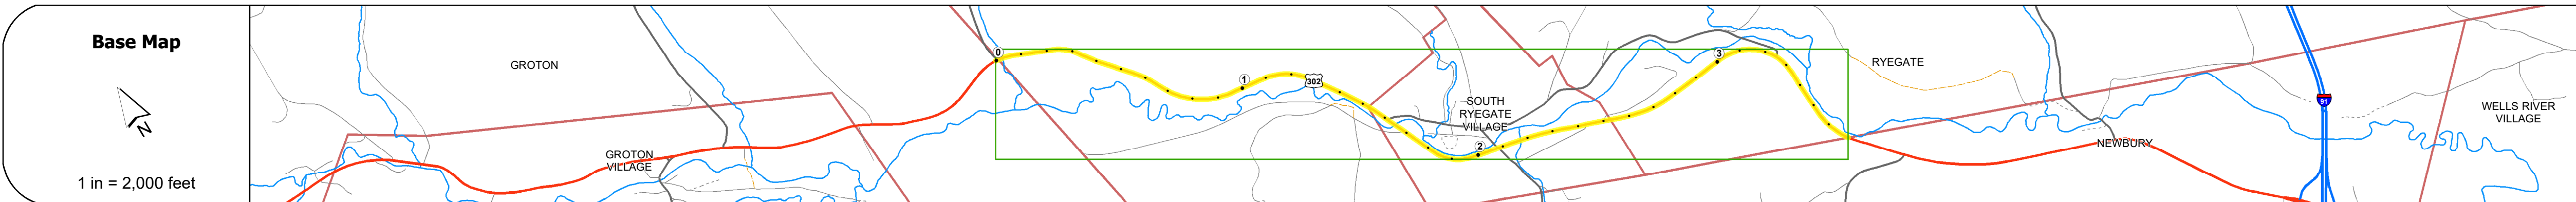 Base Map
N
1 in = 2,000 feet
GROTON
GROTON
VILLAGE
0
1
302
SOUTH
RYEGATE
VILLAGE
2
3
RYEGATE
NEWBURY
91
WELLS RIVER
VILLAGE